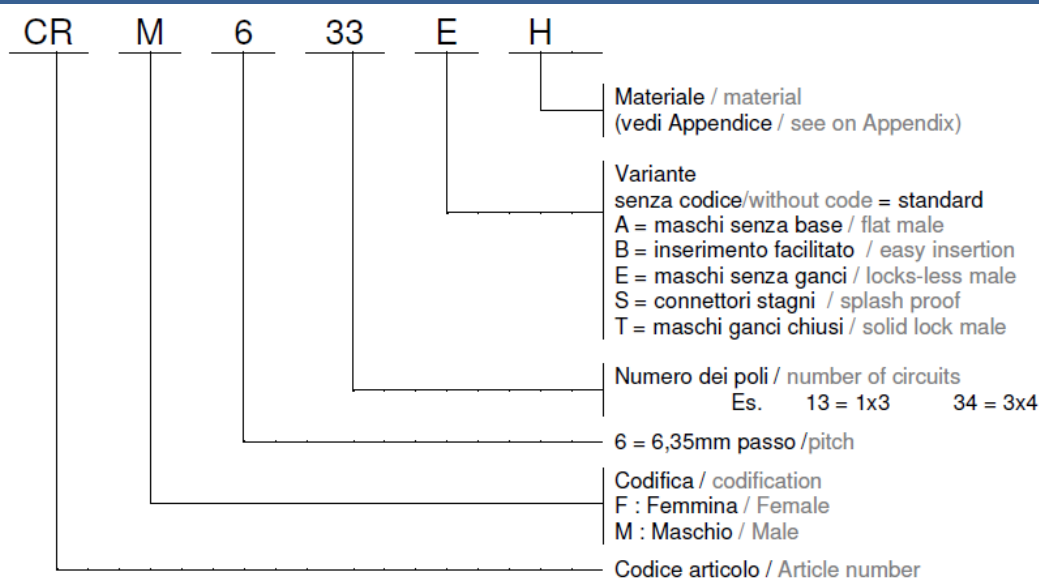 CR M 6 33 E H
Materiale / material
(vedi Appendice / see on Appendix)
Variante
senza codice/without code = standard
A = maschi senza base / flat male
B = inserimento facilitato / easy insertion
E = maschi senza ganci / locks-less male
S = connettori stagni / splash proof
T = maschi ganci chiusi / solid lock male
Numero dei poli / number of circuits
Es. 13 = 1x3 34 = 3x4
6 = 6,35mm passo /pitch
Codifica / codification
F : Femmina / Female
M : Maschio / Male
Codice articolo / Article number